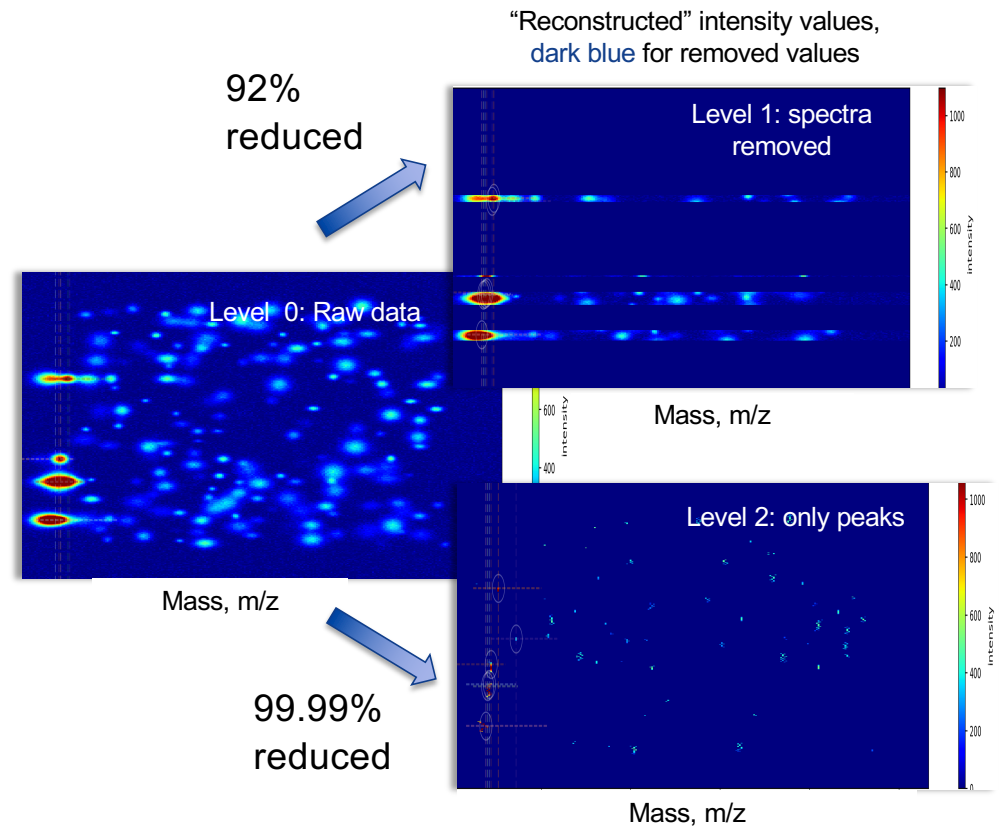 “Reconstructed” intensity values,
dark blue for removed values
92%
reduced
Level 1: spectra
removed
1000
800
600
400
200
intensity
Mass, m/z
Level 0: Raw data
600
400
intensity
Mass, m/z
Level 2: only peaks
1000
800
600
400
200
0
intensity
99.99%
reduced
Mass, m/z